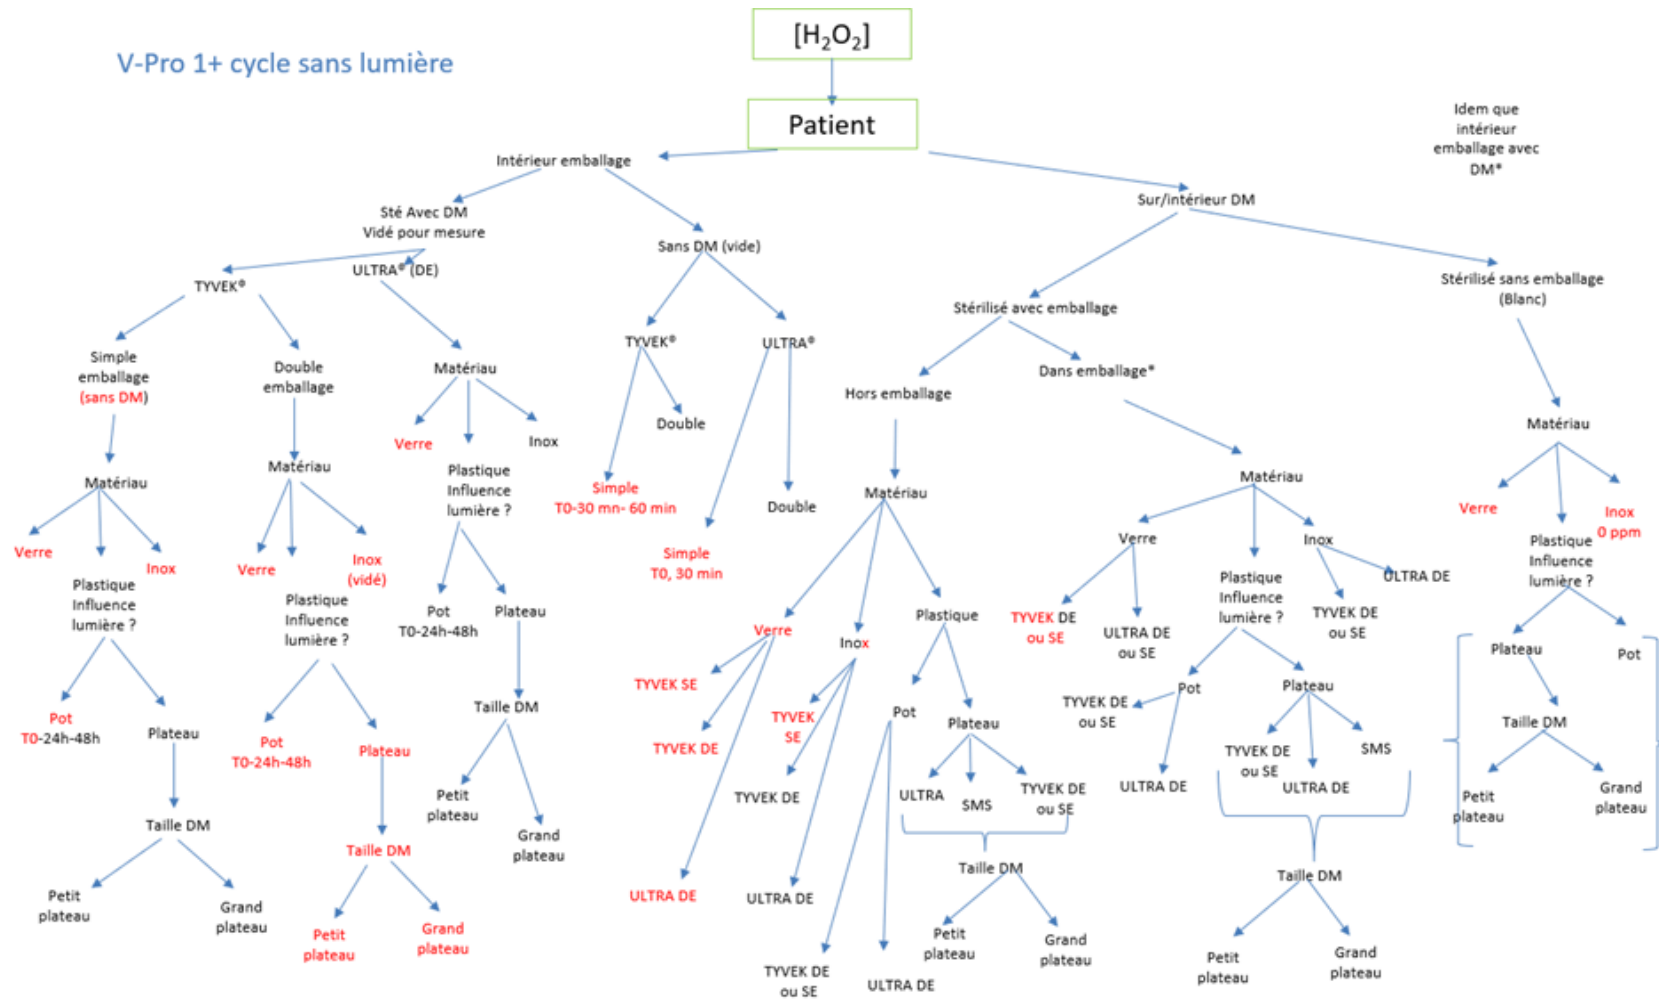 [H₂O₂]
V-Pro 1+ cycle sans lumière
Patient
Idem que
intérieur
emballage avec
DM*
Intérieur emballage
Sur/intérieur DM
Sté Avec DM
Vidé pour mesure
Sans DM (vide)
ULTRA® (DE)
TYVEK®
Stérilisé sans emballage
(Blanc)
Stérilisé avec emballage
Simple
emballage
(sans DM)
Double
emballage
Matériau
TYVEK®
ULTRA®
Hors emballage
Dans emballage*
Matériau
Verre
Inox
Double
Plastique
Influence
lumière ?
Simple
T0-30 mn- 60 min
Double
Simple
T0, 30 min
Matériau
Matériau
Verre
Inox
Plastique
Influence
lumière ?
Verre
Inox
(vidé)
Plastique
Influence
lumière ?
Matériau
Matériau
Verre
Inox
0 ppm
Plastique
Influence
lumière ?
Verre
Inox
ULTRA DE
Plastique
Influence
lumière ?
TYVEK DE
ou SE
ULTRA DE
ou SE
TYVEK DE
ou SE
Pot
T0-24h-48h
Plateau
Verre
Inox
Plastique
Plateau
Pot
TYVEK SE
TYVEK DE
TYVEK
SE
Pot
Plateau
TYVEK DE
ou SE
Pot
Plateau
Taille DM
Taille DM
Pot
T0-24h-48h
Plateau
Pot
T0-24h-48h
Plateau
TYVEK DE
ou SE
SMS
ULTRA DE
ULTRA DE
Petit
plateau
Grand
plateau
TYVEK DE
ULTRA
SMS
TYVEK DE
ou SE
Petit
plateau
Grand
plateau
Taille DM
Taille DM
Taille DM
Taille DM
Petit
plateau
Grand
plateau
Petit
plateau
Grand
plateau
ULTRA DE
ULTRA DE
Petit
plateau
Grand
plateau
Petit
plateau
Grand
plateau
TYVEK DE
ou SE
ULTRA DE